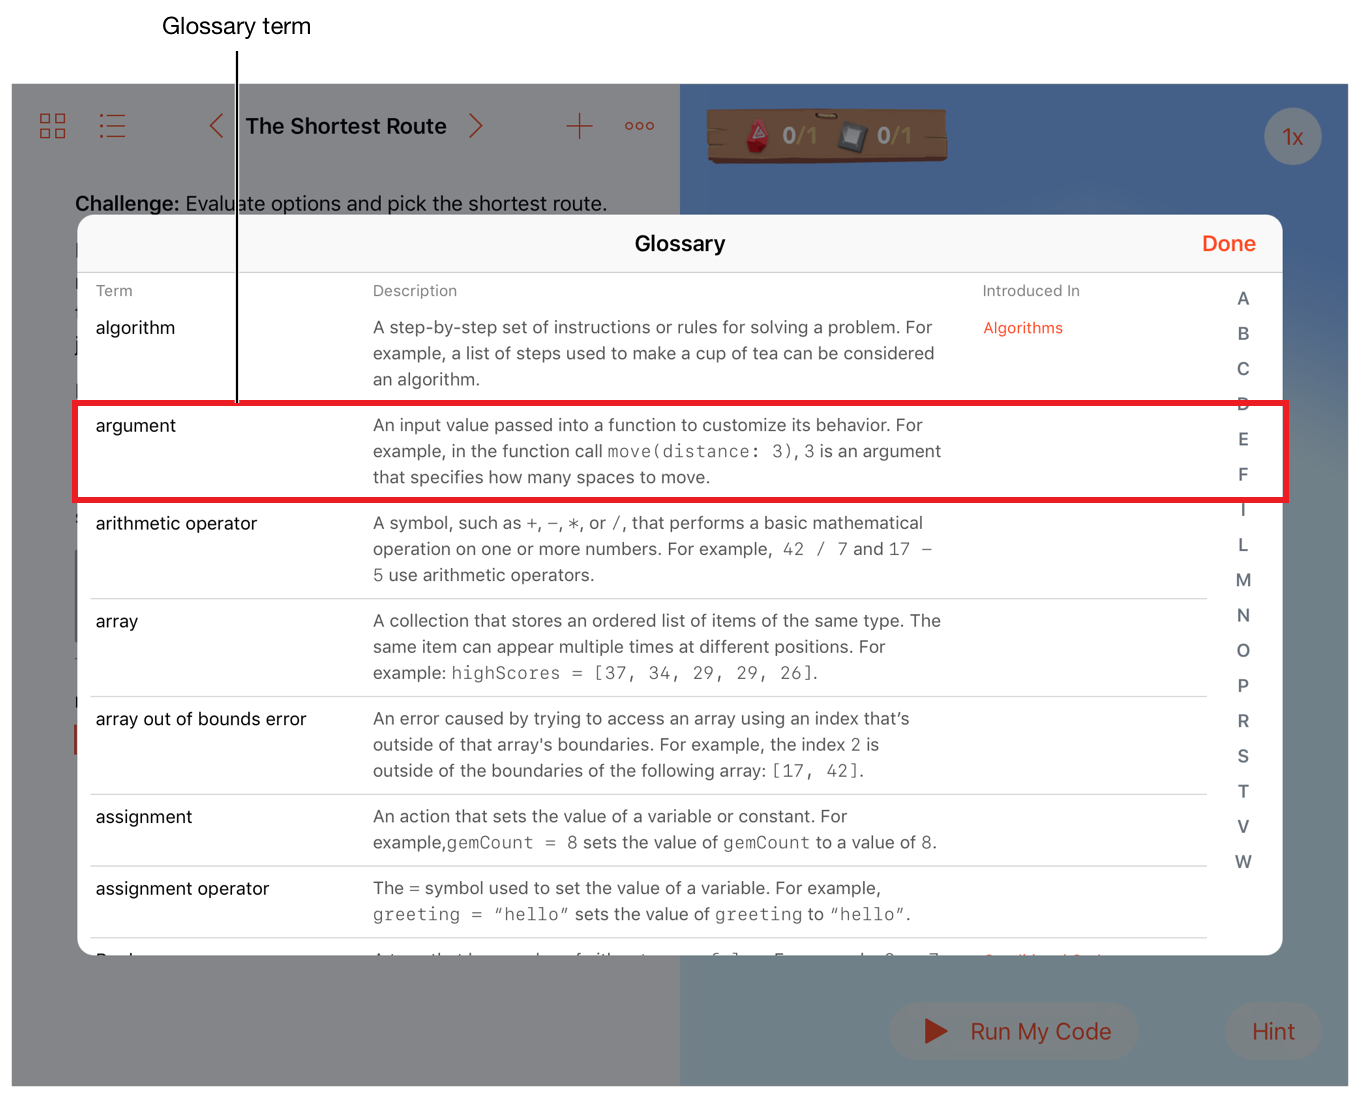 Glossary term
The Shortest Route
0/1 0/1
1x
Challenge: Evaluate options and pick the shortest route.
Glossary
Done
Term Description Introduced In
algorithm
A step-by-step set of instructions or rules for solving a problem. For
example, a list of steps used to make a cup of tea can be considered
an algorithm.
Algorithms
argument
An input value passed into a function to customize its behavior. For
example, in the function call move(distance: 3), 3 is an argument
that specifies how many spaces to move.
arithmetic operator
A symbol, such as +, −, *, or /, that performs a basic mathematical
operation on one or more numbers. For example, 42 / 7 and 17 −
5 use arithmetic operators.
array
A collection that stores an ordered list of items of the same type. The
same item can appear multiple times at different positions. For
example: highScores = [37, 34, 29, 29, 26].
array out of bounds error
An error caused by trying to access an array using an index that’s
outside of that array's boundaries. For example, the index 2 is
outside of the boundaries of the following array: [17, 42].
assignment
An action that sets the value of a variable or constant. For
example,gemCount = 8 sets the value of gemCount to a value of 8.
assignment operator
The = symbol used to set the value of a variable. For example,
greeting = “hello” sets the value of greeting to “hello”.
A
B
C
D
E
F
I
L
M
N
O
P
R
S
T
V
W
Run My Code
Hint